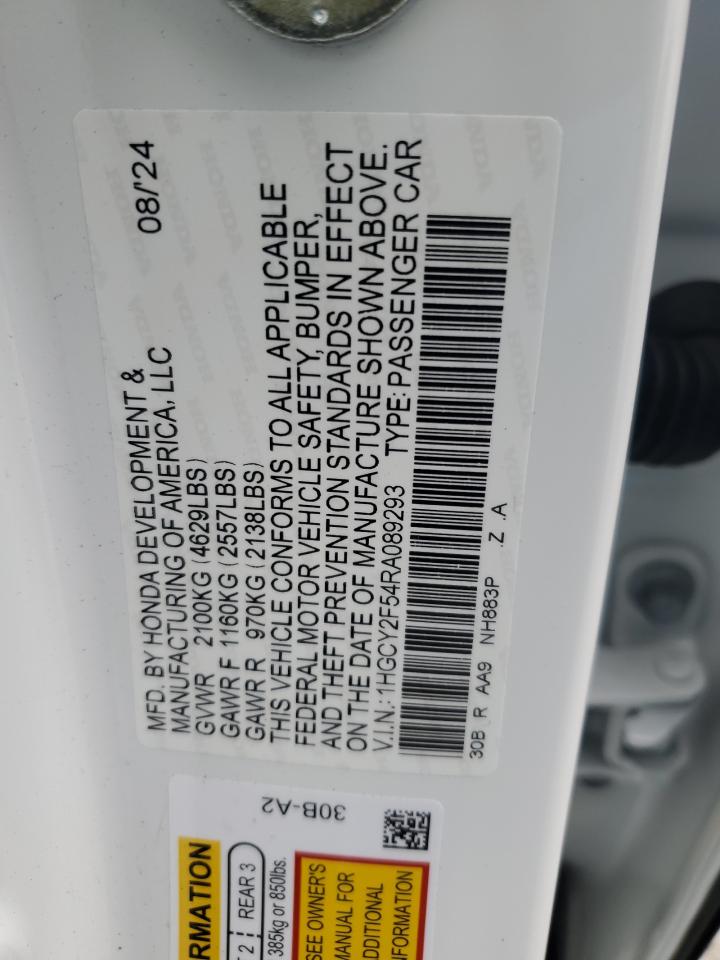 MFD. BY HONDA DEVELOPMENT & 08/'24
MANUFACTURING OF AMERICA, LLC
GVWR 2100KG (4629LBS)
GAWR F 1160KG (2557LBS)
GAWR R 970KG (2138LBS)
THIS VEHICLE CONFORMS TO ALL APPLICABLE
FEDERAL MOTOR VEHICLE SAFETY, BUMPER,
AND THEFT PREVENTION STANDARDS IN EFFECT
ON THE DATE OF MANUFACTURE SHOWN ABOVE.
V.I.N.: 1HGCY2F54RA089293 TYPE:PASSENGER CAR
30B R AA9 NH883P .Z .A
30B-A2
RMATION
2 REAR 3
385kg or 850lbs.
SEE OWNER'S
MANUAL FOR
ADDITIONAL
INFORMATION